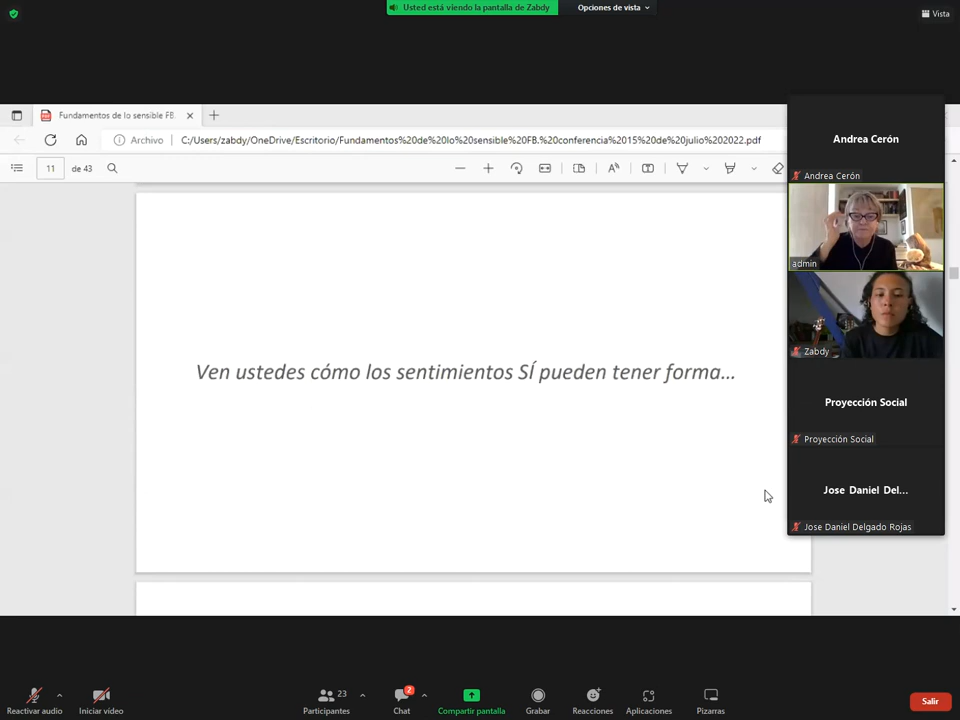 Usted está viendo la pantalla de Zabdy
Opciones de vista
Vista
Fundamentos de lo sensible FB.
Archivo
C:/Users/zabdy/OneDrive/Escritorio/Fundamentos%20de%20lo%20sensible%20FB.%20conferencia%2015%20de%20julio%202022.pdf
11
de 43
Ven ustedes cómo los sentimientos SÍ pueden tener forma...
Andrea Cerón
Andrea Cerón
admin
Zabdy
Proyección Social
Proyección Social
Jose Daniel Del...
Jose Daniel Delgado Rojas
Reactivar audio
Iniciar vídeo
23
Participantes
2
Chat
Compartir pantalla
Grabar
Reacciones
Aplicaciones
Pizarras
Salir